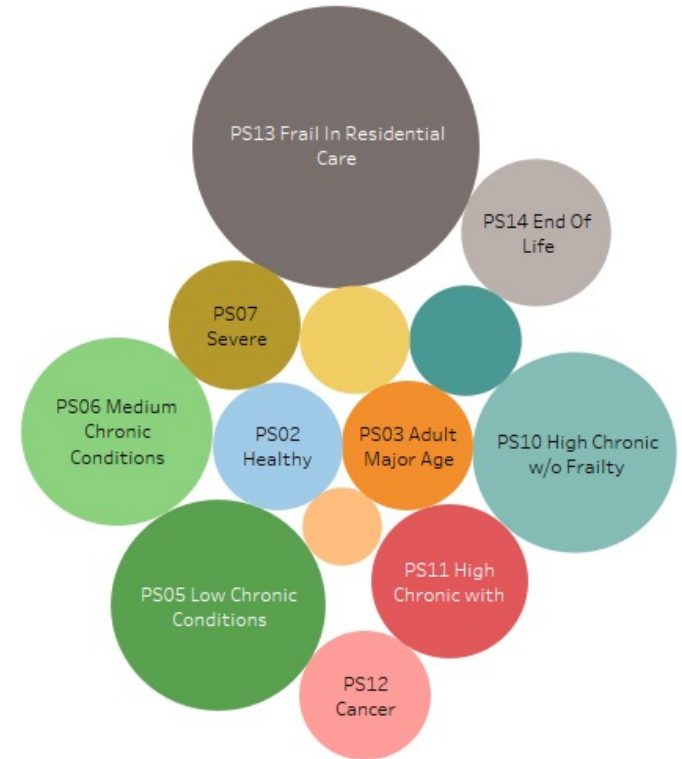 PS13 Frail In Residential
Care
PS14 End Of
Life
PS07
Severe
PS06 Medium
Chronic
Conditions
PS02
Healthy
PS03 Adult
Major Age
PS10 High Chronic
w/o Frailty
PS05 Low Chronic
Conditions
PS11 High
Chronic with
PS12
Cancer